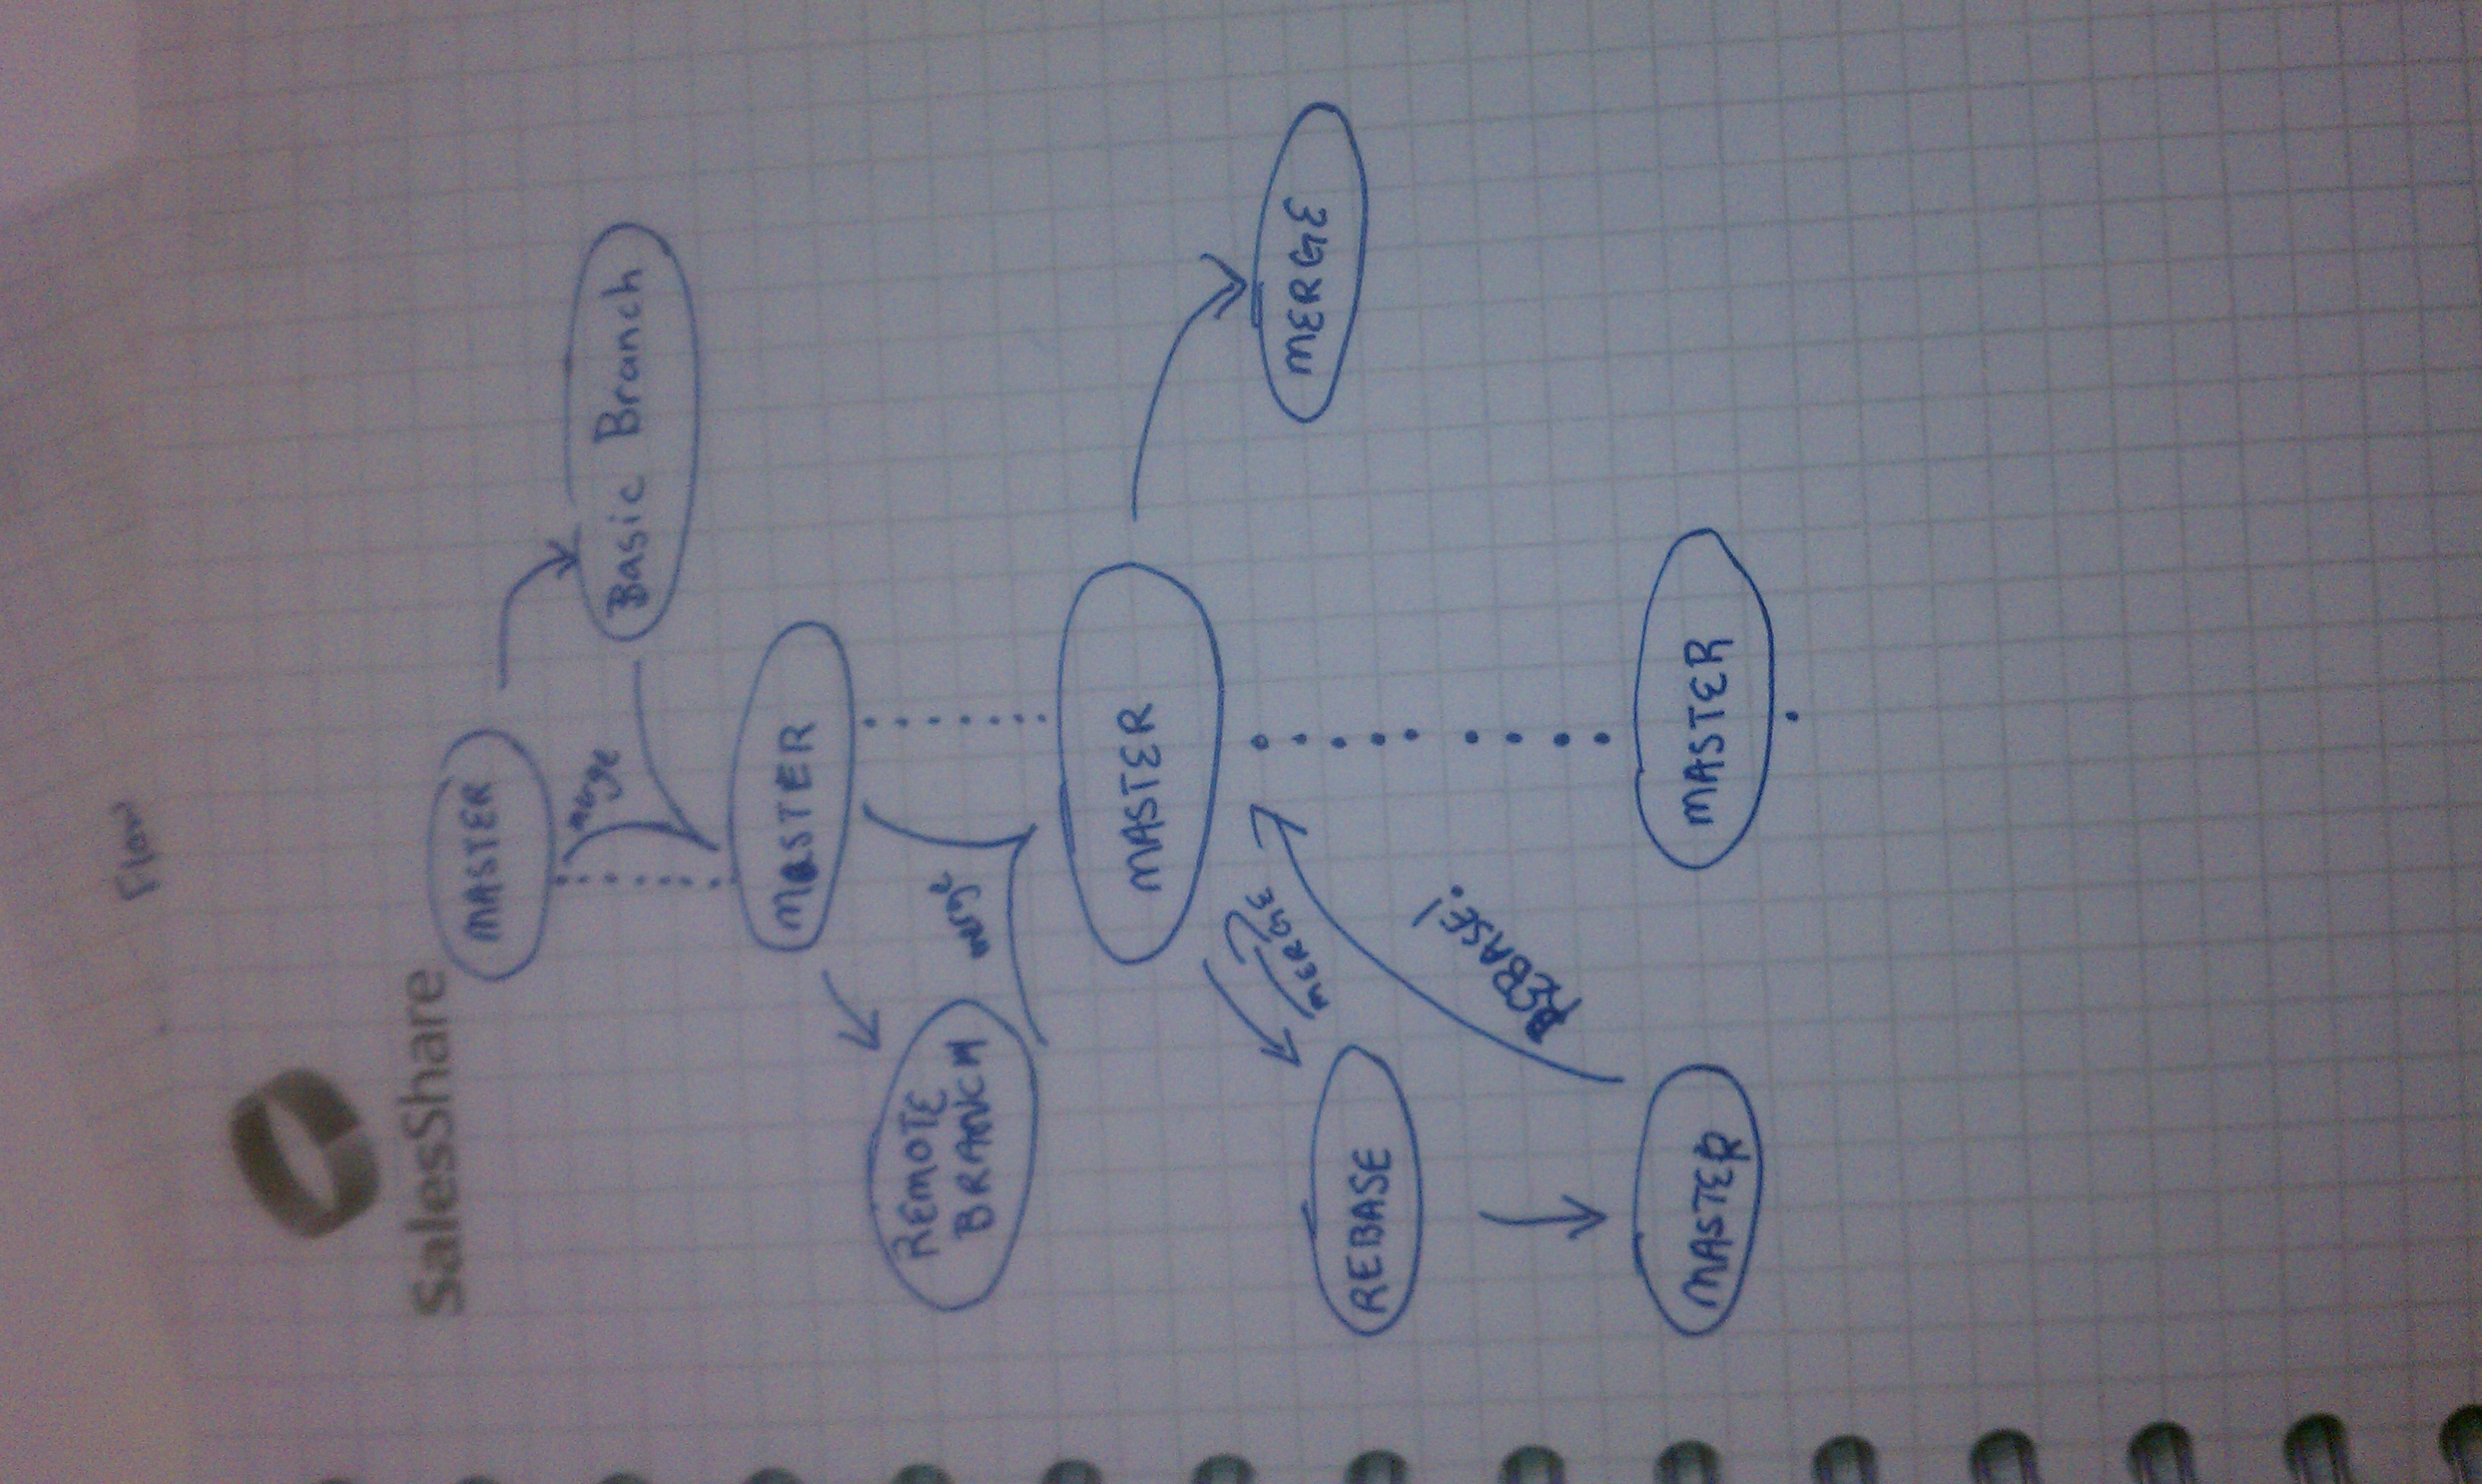 Flow
SalesShare
MASTER
Basic Branch
merge
MASTER
REMOTE
BRANCH
merge
MASTER
MERGE
MERGE
REBASE
REBASE!
MASTER
MASTER